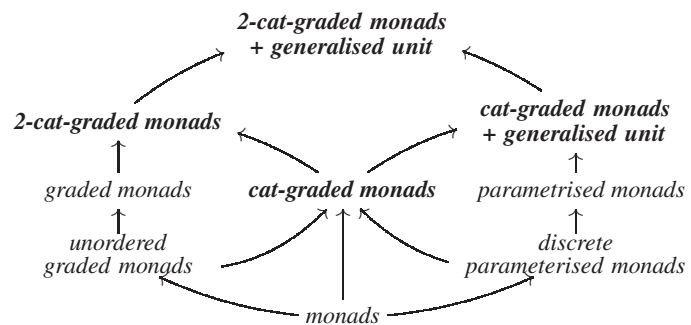 2-cat-graded monads
+ generalised unit
2-cat-graded monads
cat-graded monads
+ generalised unit
graded monads
cat-graded monads
parametrised monads
unordered
graded monads
discrete
parameterised monads
monads